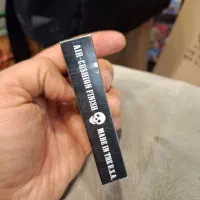 AIR-CUSHION FINISH
MADE IN THE U.S.A.